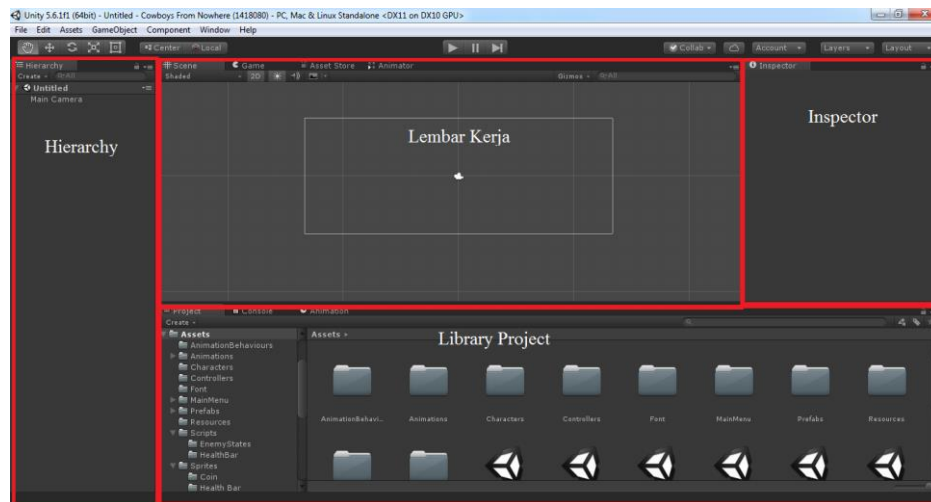 Unity 5.6.1f1 (64bit) - Untitled - Cowboys From Nowhere (1418080) - PC, Mac & Linux Standalone <DX11 on DX10 GPU>
File Edit Assets GameObject Component Window Help
Center Local Collab Account Layers Layout
Hierarchy
Create All
Untitled
Main Camera
Hierarchy
Scene Game Asset Store Animator
Shaded 2D Gizmos All
Lembar Kerja
Inspector
Inspector
Project Console Animation
Create
Assets
AnimationBehaviours
Animations
Characters
Controllers
Font
MainMenu
Prefabs
Resources
Scripts
EnemyStates
HealthBar
Sprites
Coin
Health Bar
Assets
Library Project
AnimationBehavi... Animations Characters Controllers Font MainMenu Prefabs Resources